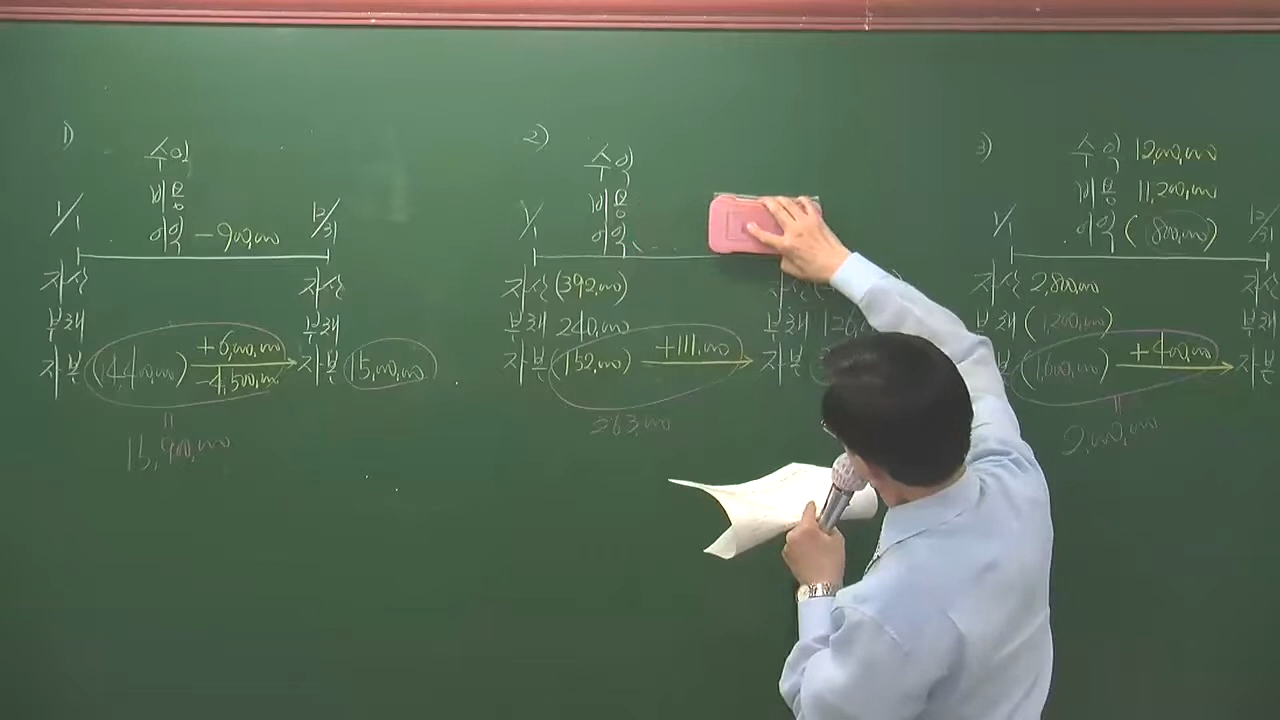 1)
수익
비용
이익 -900,000
1/1
12/31
자산
자산
부채
부채
자본 (14,400,000) +6,000,000 -4,500,000 자본 (15,000,000)
"
15,900,000
2)
수익
비용
이익
1/1
자산 (392,000)
자산
부채 240,000
부채 126,
자본 (152,000) +111,000 자본
263,000
3)
수익 12,000,000
비용 11,200,000
이익 (800,000)
1/1
12/31
자산 2,800,000
자
부채 (1,200,000)
부
(1,600,000) +400,000 자본
"
2,000,000